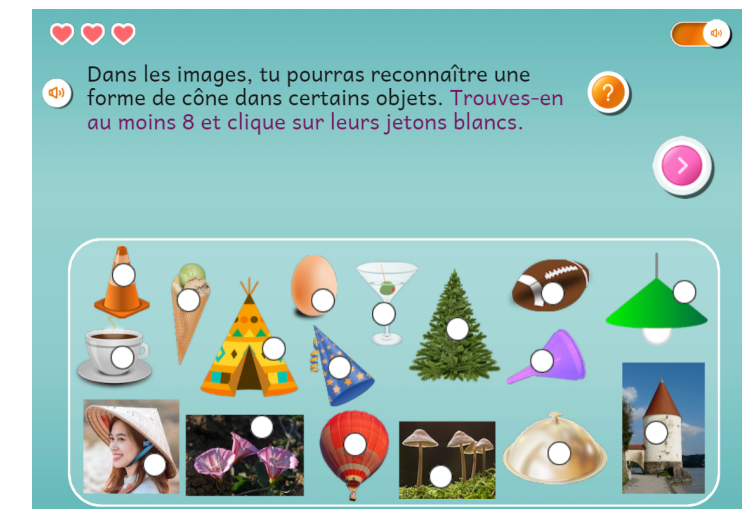 Dans les images, tu pourras reconnaître une
forme de cône dans certains objets. Trouves-en
au moins 8 et clique sur leurs jetons blancs.
?